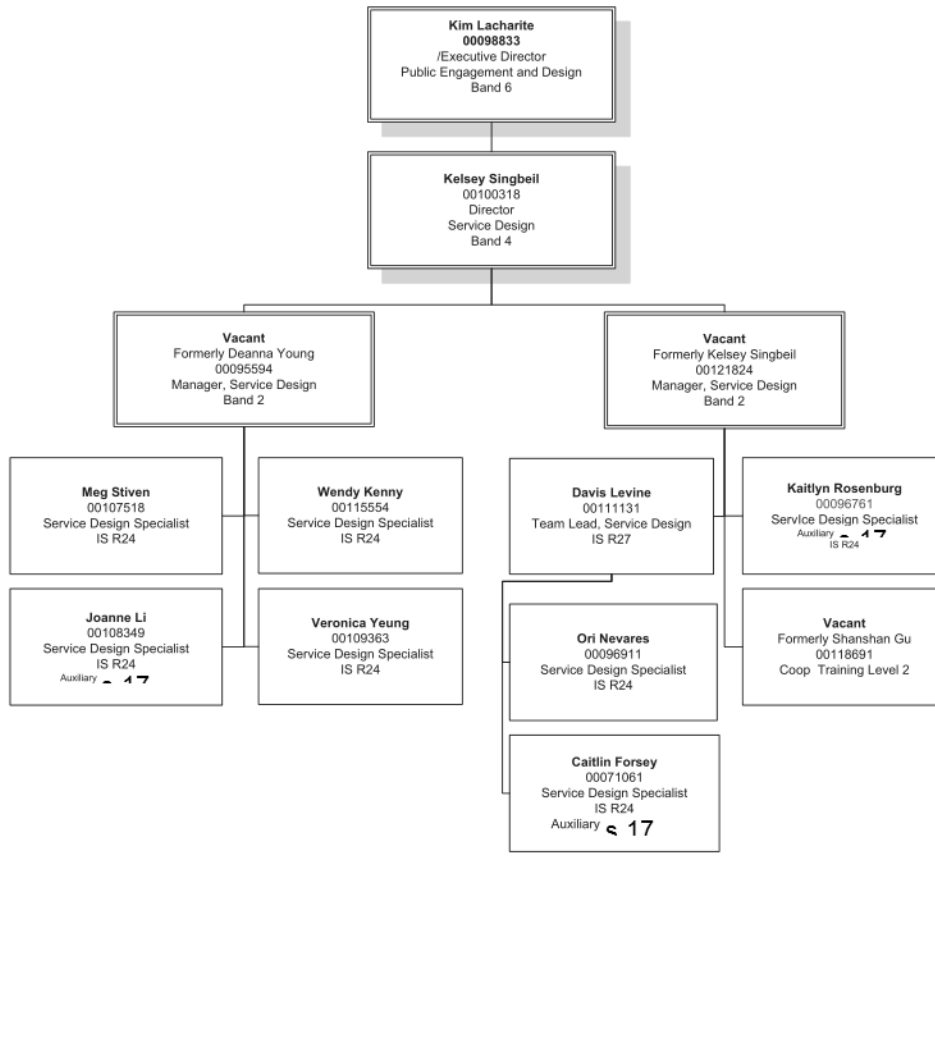 Kim Lacharite
00098833
/Executive Director
Public Engagement and Design
Band 6
Kelsey Singbeil
00100318
Director
Service Design
Band 4
Vacant
Formerly Deanna Young
00095594
Manager, Service Design
Band 2
Vacant
Formerly Kelsey Singbeil
00121824
Manager, Service Design
Band 2
Meg Stiven
00107518
Service Design Specialist
IS R24
Wendy Kenny
00115554
Service Design Specialist
IS R24
Davis Levine
00111131
Team Lead, Service Design
IS R27
Kaitlyn Rosenburg
00096761
Service Design Specialist
Auxiliary
IS R24
Joanne Li
00108349
Service Design Specialist
IS R24
Auxiliary
Veronica Yeung
00109363
Service Design Specialist
IS R24
Ori Nevares
00096911
Service Design Specialist
IS R24
Vacant
Formerly Shanshan Gu
00118691
Coop Training Level 2
Caitlin Forsey
00071061
Service Design Specialist
IS R24
Auxiliary s 17